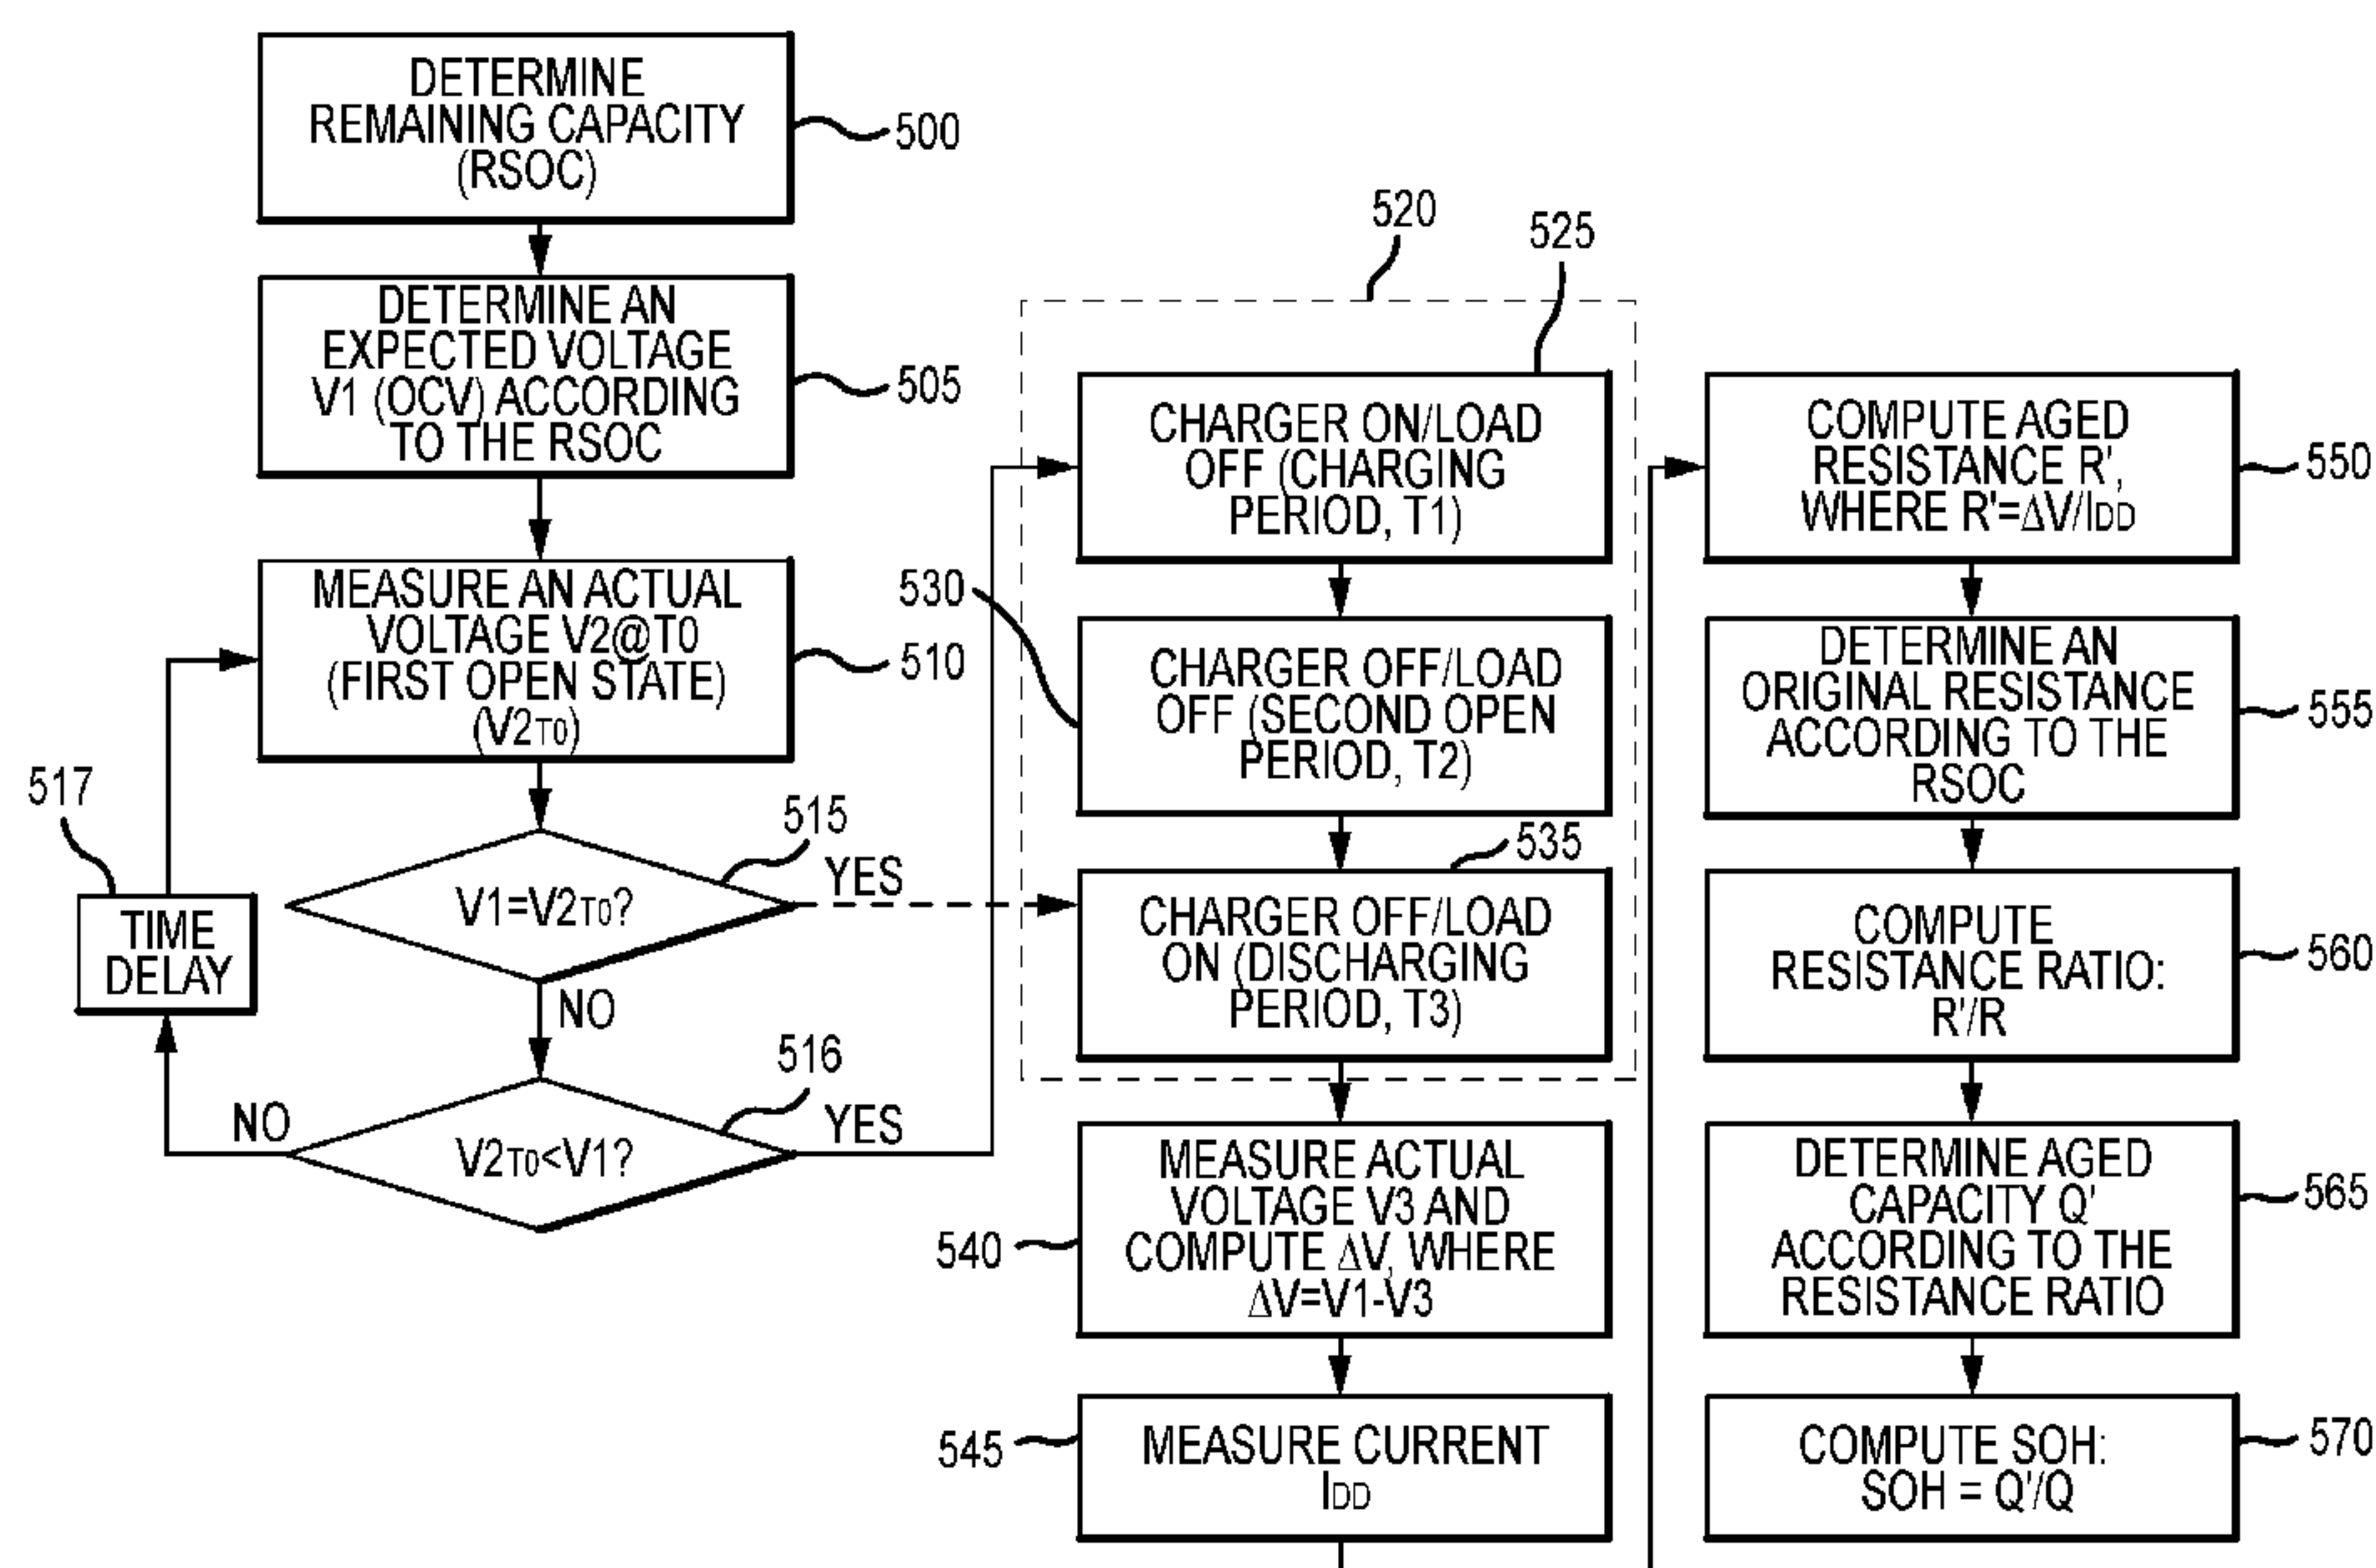 DETERMINE
REMAINING CAPACITY
(RSOC)
500
DETERMINE AN
EXPECTED VOLTAGE
V1 (OCV) ACCORDING
TO THE RSOC
505
MEASURE AN ACTUAL
VOLTAGE V2@T0
(FIRST OPEN STATE)
(V2T0)
510
517
TIME
DELAY
515
V1=V2T0?
YES
NO
516
V2T0<V1?
NO
YES
520
525
CHARGER ON/LOAD
OFF (CHARGING
PERIOD, T1)
530
CHARGER OFF/LOAD
OFF (SECOND OPEN
PERIOD, T2)
535
CHARGER OFF/LOAD
ON (DISCHARGING
PERIOD, T3)
MEASURE ACTUAL
VOLTAGE V3 AND
COMPUTE ΔV, WHERE
ΔV=V1-V3
540
545
MEASURE CURRENT
IDD
COMPUTE AGED
RESISTANCE R',
WHERE R'=ΔV/IDD
550
DETERMINE AN
ORIGINAL RESISTANCE
ACCORDING TO THE
RSOC
555
COMPUTE
RESISTANCE RATIO:
R'/R
560
DETERMINE AGED
CAPACITY Q'
ACCORDING TO THE
RESISTANCE RATIO
565
COMPUTE SOH:
SOH = Q'/Q
570